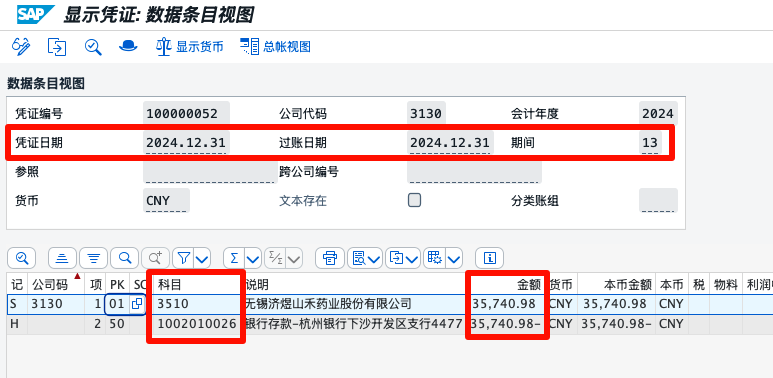 SAP 显示凭证: 数据条目视图
显示货币 总帐视图
数据条目视图
凭证编号 100000052 公司代码 3130 会计年度 2024
凭证日期 2024.12.31 过账日期 2024.12.31 期间 13
参照 跨公司编号
货币 CNY 文本存在 分类账组
记 公司码 项 PK SG 科目 说明 金额 货币 本币金额 本币 税 物料 利润中
S 3130 1 01 3510 无锡济煜山禾药业股份有限公司 35,740.98 CNY 35,740.98 CNY
H 2 50 1002010026 银行存款-杭州银行下沙开发区支行4477 35,740.98- CNY 35,740.98- CNY